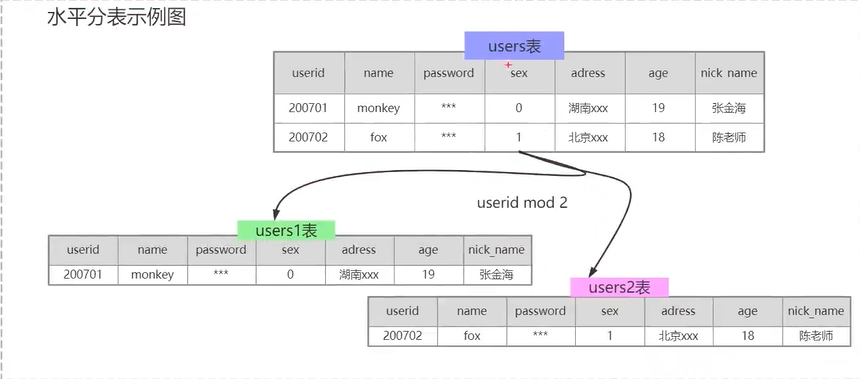 水平分表示例图
users表
userid name password sex adress age nick name
200701 monkey *** 0 湖南xxx 19 张金海
200702 fox *** 1 北京xxx 18 陈老师
userid mod 2
users1表
userid name password sex adress age nick_name
200701 monkey *** 0 湖南xxx 19 张金海
users2表
userid name password sex adress age nick_name
200702 fox *** 1 北京xxx 18 陈老师